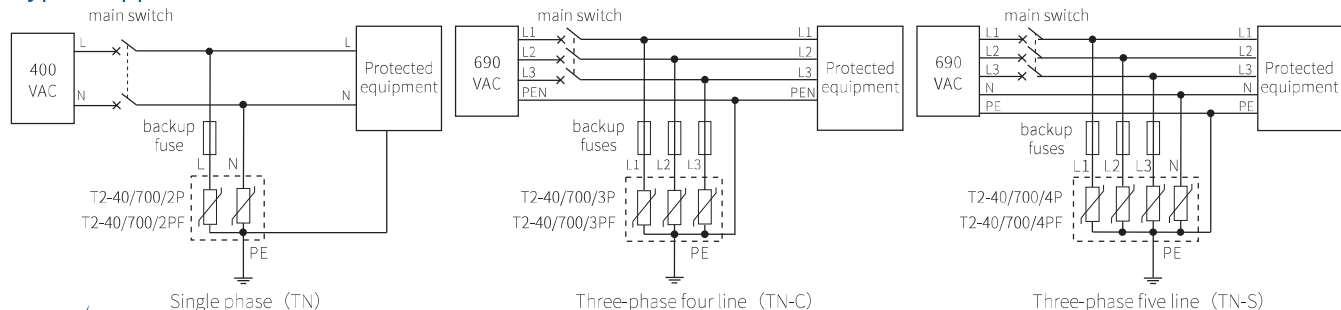 main switch
L
L
400
VAC
Protected
equipment
N
N
backup
fuse
L
N
T2-40/700/2P
T2-40/700/2PF
PE
Single phase（TN）
main switch
L1
L1
L2
L2
690
VAC
L3
L3
PEN
PEN
Protected
equipment
backup
fuses
L1
L2
L3
T2-40/700/3P
T2-40/700/3PF
PE
Three-phase four line（TN-C）
main switch
L1
L1
L2
L2
690
VAC
L3
L3
N
N
PE
PE
Protected
equipment
backup
fuses
L1
L2
L3
N
T2-40/700/4P
T2-40/700/4PF
PE
Three-phase five line（TN-S）